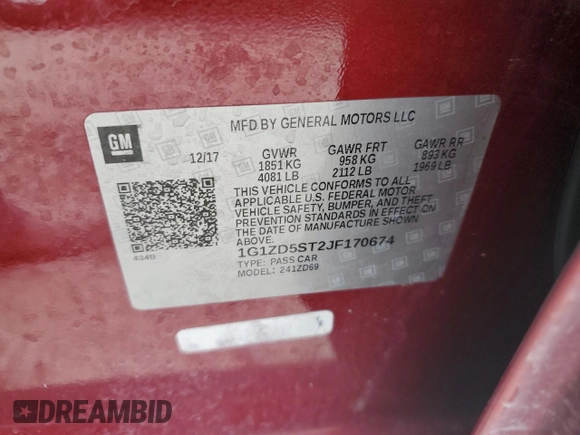 GM
MFD BY GENERAL MOTORS LLC
12/17
GVWR
1851 KG
4081 LB
GAWR FRT
958 KG
2112 LB
GAWR RR
893 KG
1969 LB
THIS VEHICLE CONFORMS TO ALL
APPLICABLE U.S. FEDERAL MOTOR
VEHICLE SAFETY, BUMPER, AND THEFT
PREVENTION STANDARDS IN EFFECT ON
THE DATE OF MANUFACTURE SHOWN
ABOVE.
1G1ZD5ST2JF170674
TYPE: PASS CAR
MODEL: 241ZD69
DREAMBID